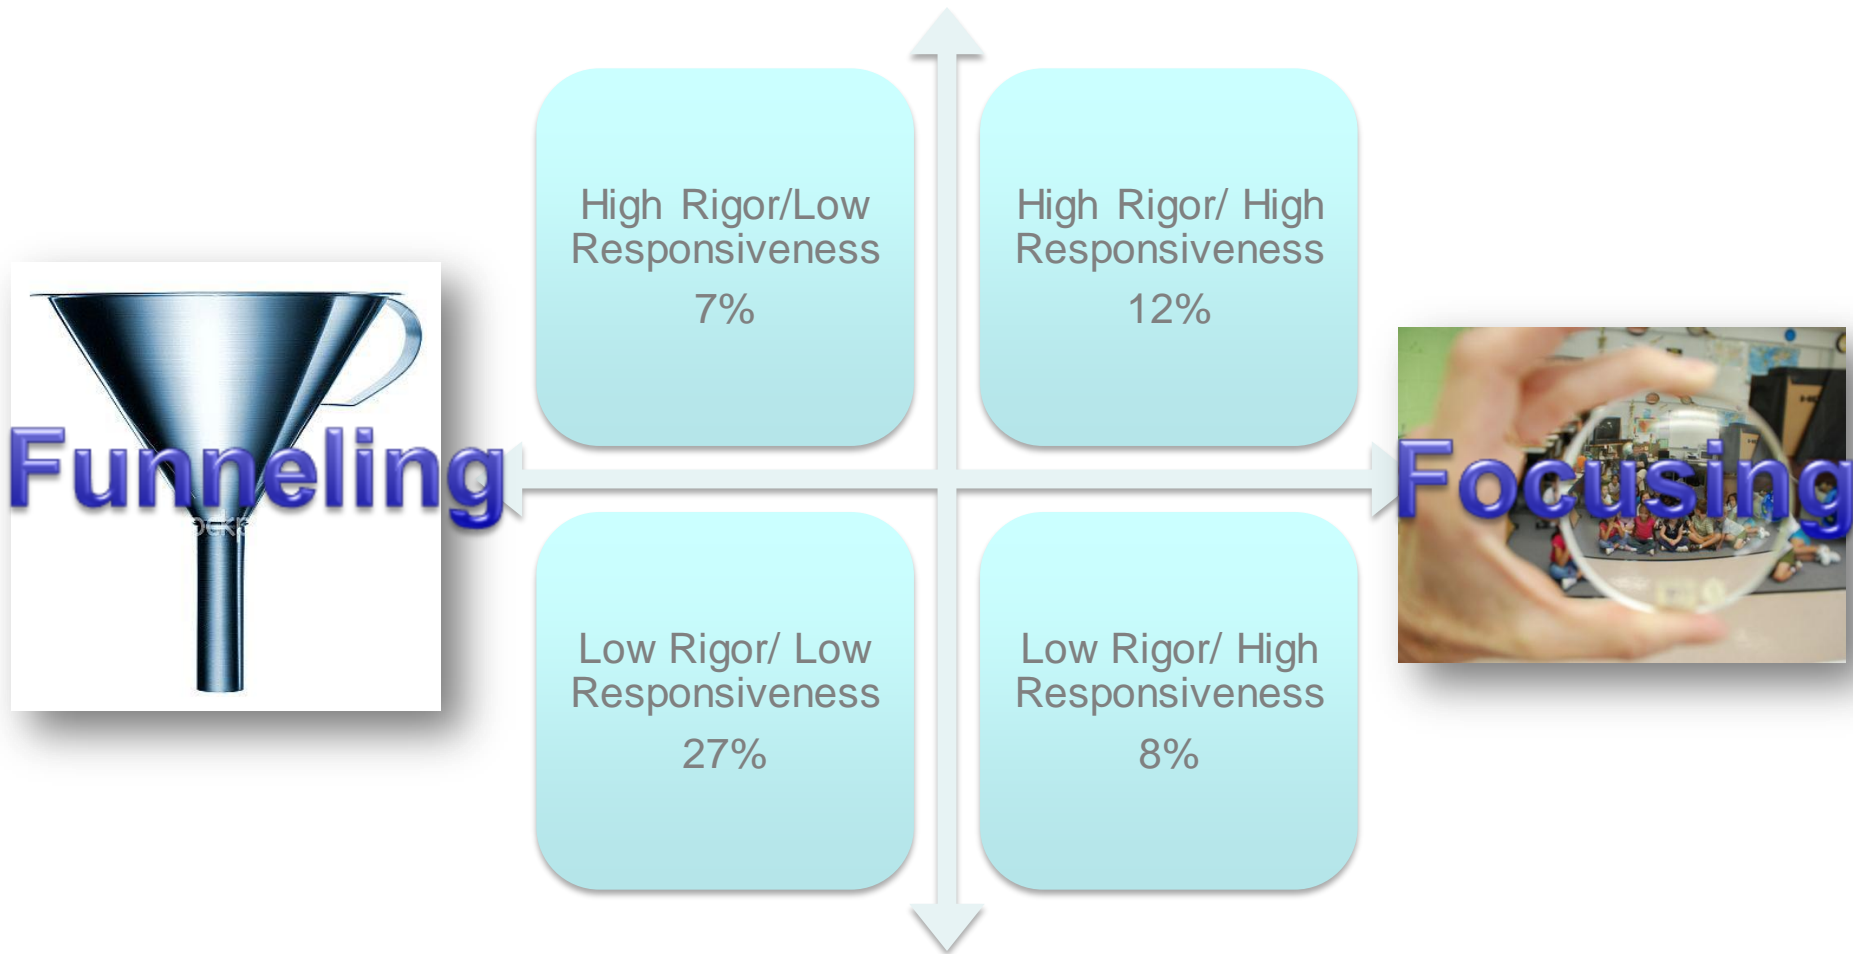 High Rigor/Low
Responsiveness
7%
High Rigor/ High
Responsiveness
12%
Funneling
Focusing
Low Rigor/ Low
Responsiveness
27%
Low Rigor/ High
Responsiveness
8%